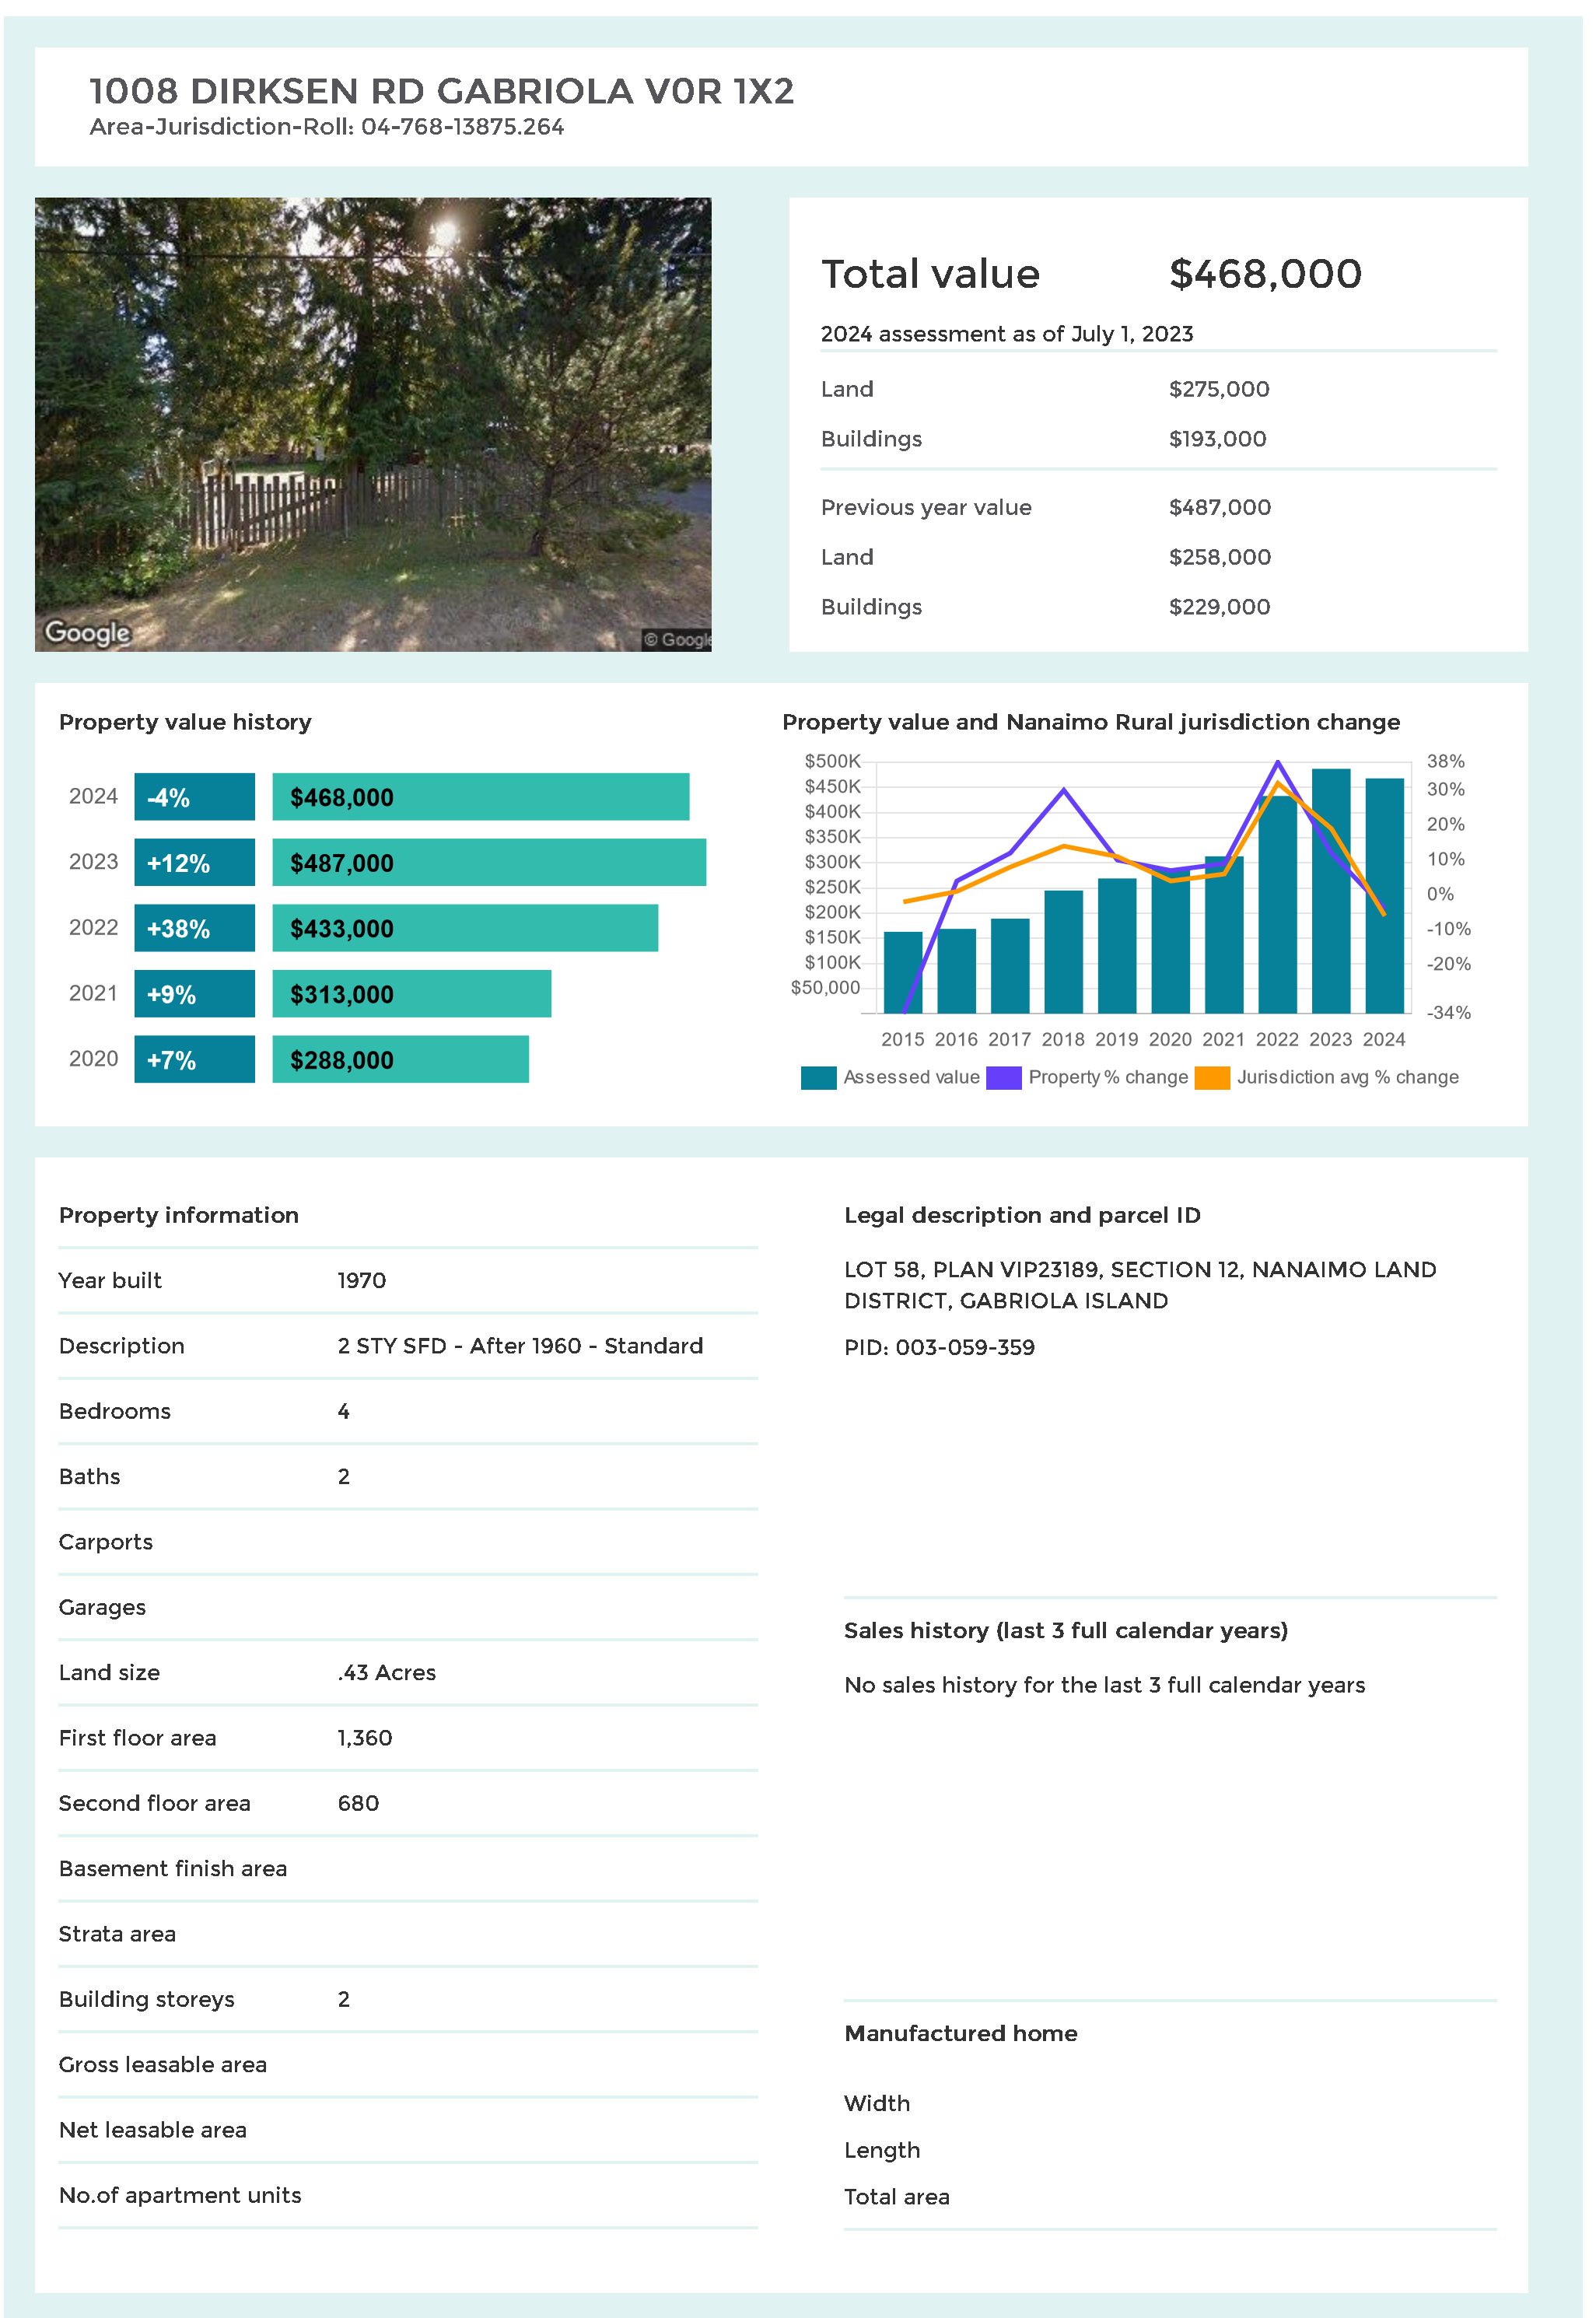 1008 DIRKSEN RD GABRIOLA V0R 1X2
Area-Jurisdiction-Roll: 04-768-13875.264
Google
© Google
Total value $468,000
2024 assessment as of July 1, 2023
Land $275,000
Buildings $193,000
Previous year value $487,000
Land $258,000
Buildings $229,000
Property value history
2024 -4% $468,000
2023 +12% $487,000
2022 +38% $433,000
2021 +9% $313,000
2020 +7% $288,000
Property value and Nanaimo Rural jurisdiction change
$500K 38%
$450K 30%
$400K
$350K 20%
$300K 10%
$250K 0%
$200K
$150K -10%
$100K -20%
$50,000
-34%
2015 2016 2017 2018 2019 2020 2021 2022 2023 2024
Assessed value Property % change Jurisdiction avg % change
Property information
Year built 1970
Description 2 STY SFD - After 1960 - Standard
Bedrooms 4
Baths 2
Carports
Garages
Land size .43 Acres
First floor area 1,360
Second floor area 680
Basement finish area
Strata area
Building storeys 2
Gross leasable area
Net leasable area
No.of apartment units
Legal description and parcel ID
LOT 58, PLAN VIP23189, SECTION 12, NANAIMO LAND
DISTRICT, GABRIOLA ISLAND
PID: 003-059-359
Sales history (last 3 full calendar years)
No sales history for the last 3 full calendar years
Manufactured home
Width
Length
Total area